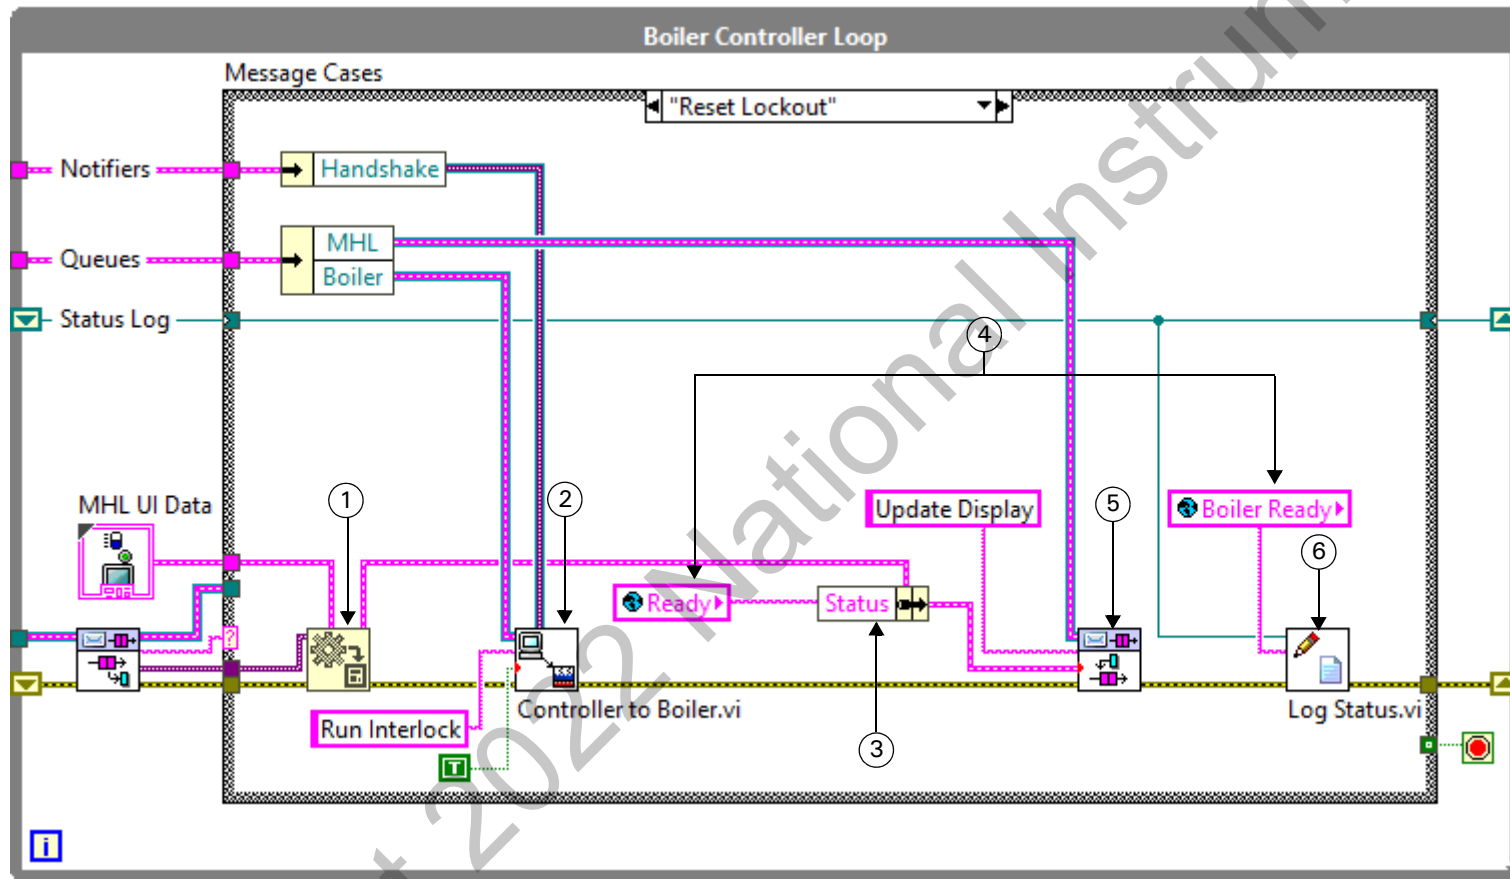 Boiler Controller Loop
Message Cases
"Reset Lockout"
Notifiers
Handshake
Queues
MHL
Boiler
Status Log
4
MHL UI Data
1
2
Update Display
5
Boiler Ready
6
Ready
Status
?
Controller to Boiler.vi
Log Status.vi
Run Interlock
3
T
i
t 2022 National Instrum